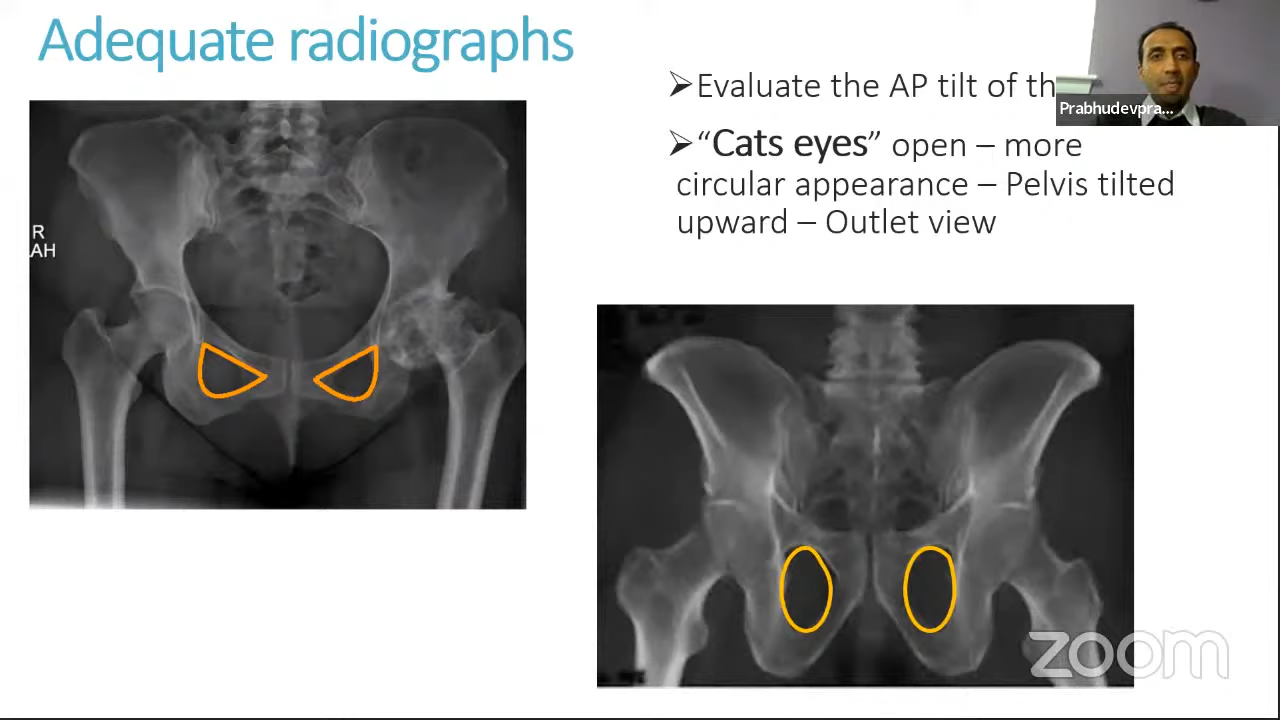 Adequate radiographs
➢Evaluate the AP tilt of th
Prabhudevpra...
➢“Cats eyes” open – more
circular appearance – Pelvis tilted
upward – Outlet view
R
AH
zoom